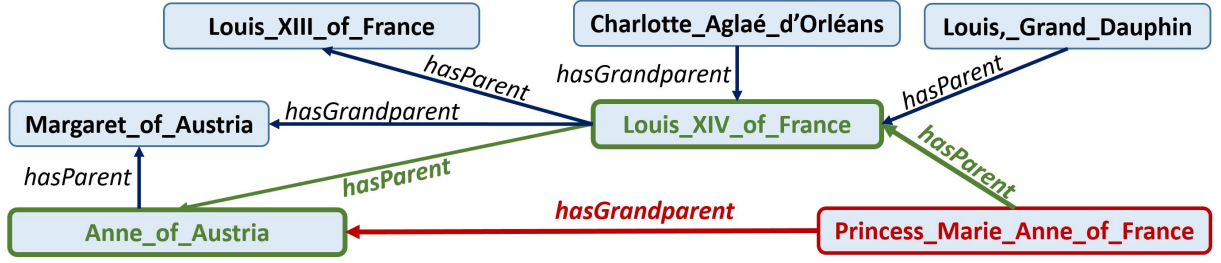 Louis_XIII_of_France
Charlotte_Aglaé_d'Orléans
Louis,_Grand_Dauphin
hasParent
hasGrandparent
hasParent
Margaret_of_Austria
hasGrandparent
Louis_XIV_of_France
hasParent
hasParent
hasParent
Anne_of_Austria
hasGrandparent
Princess_Marie_Anne_of_France